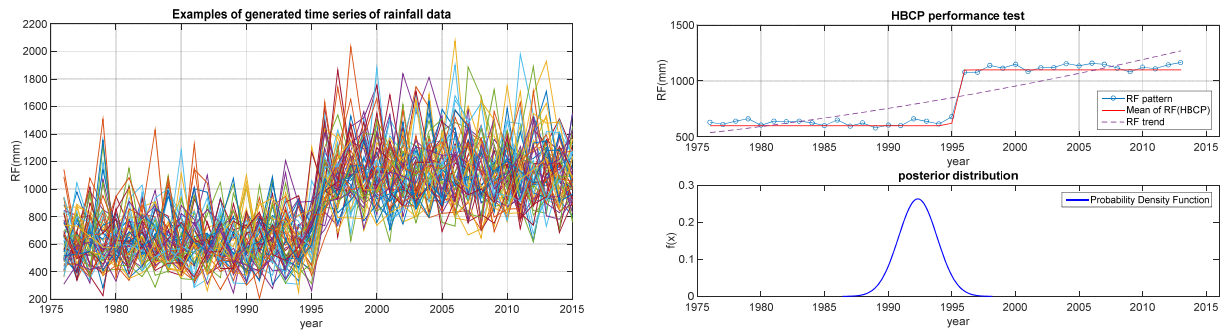 Examples of generated time series of rainfall data
2200
2000
1800
1600
1400
1200
1000
800
600
400
200
RF(mm)
1975 1980 1985 1990 1995 2000 2005 2010 2015
year
HBCP performance test
1500
1000
500
RF(mm)
RF pattern
Mean of RF(HBCP)
RF trend
1975 1980 1985 1990 1995 2000 2005 2010 2015
year
posterior distribution
0.3
0.2
0.1
0
f(x)
Probability Density Function
1975 1980 1985 1990 1995 2000 2005 2010 2015
year